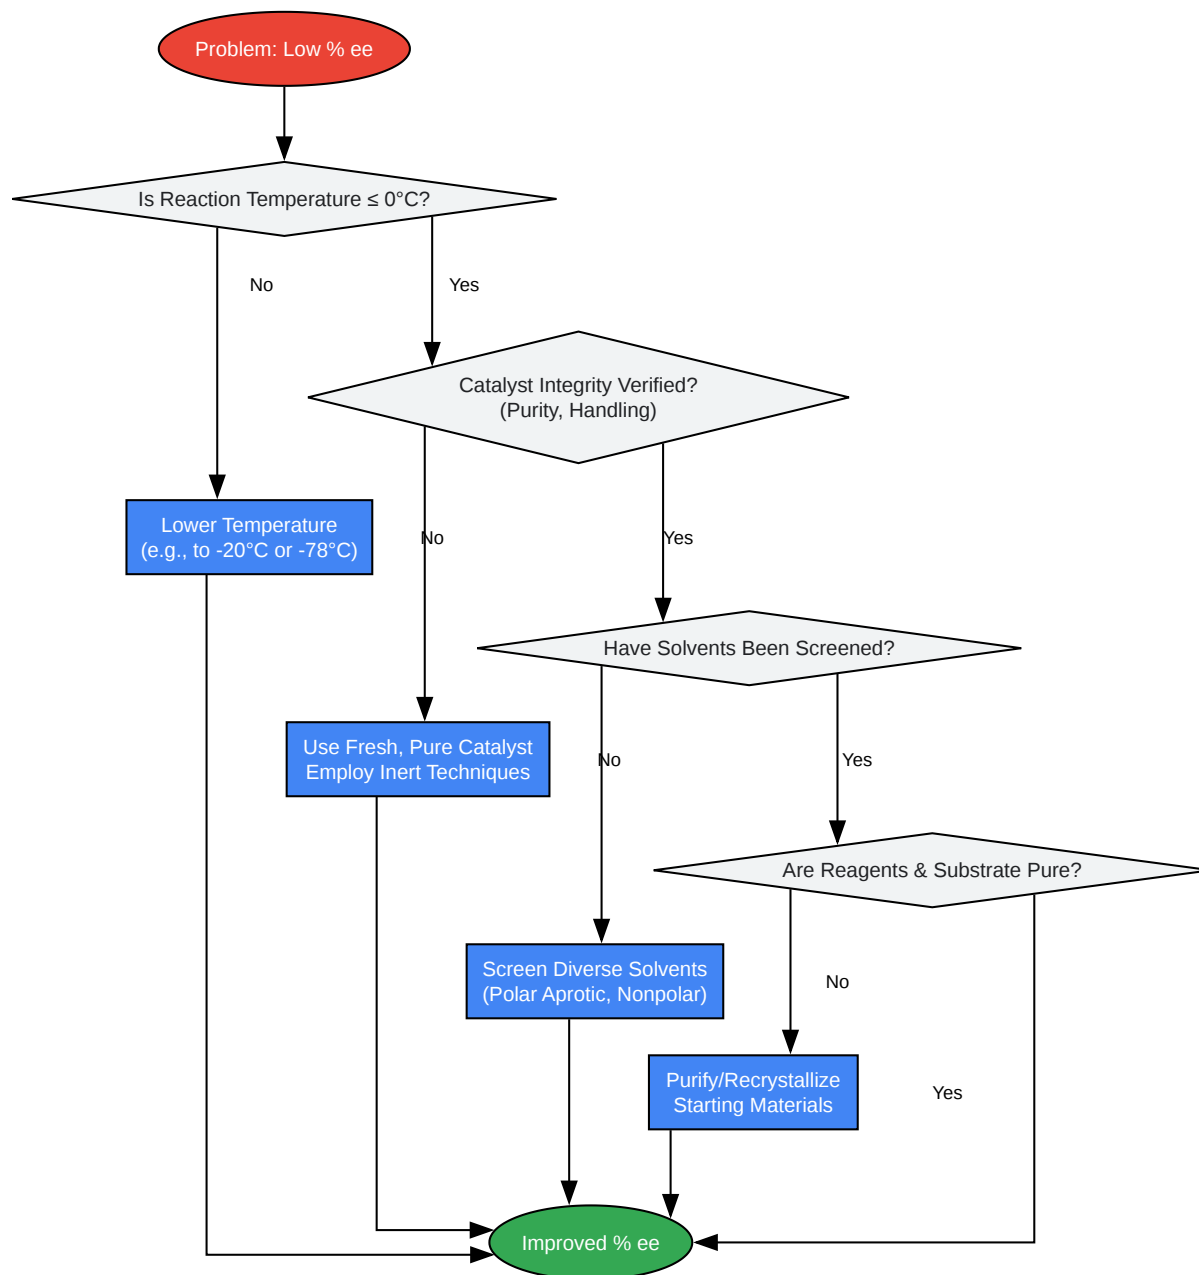 Problem: Low % ee
Is Reaction Temperature ≤ 0°C?
No
Yes
Catalyst Integrity Verified?
(Purity, Handling)
Lower Temperature
(e.g., to -20°C or -78°C)
No
Yes
Have Solvents Been Screened?
Use Fresh, Pure Catalyst
Employ Inert Techniques
No
Yes
Are Reagents & Substrate Pure?
Screen Diverse Solvents
(Polar Aprotic, Nonpolar)
No
Purify/Recrystallize
Starting Materials
Yes
Improved % ee